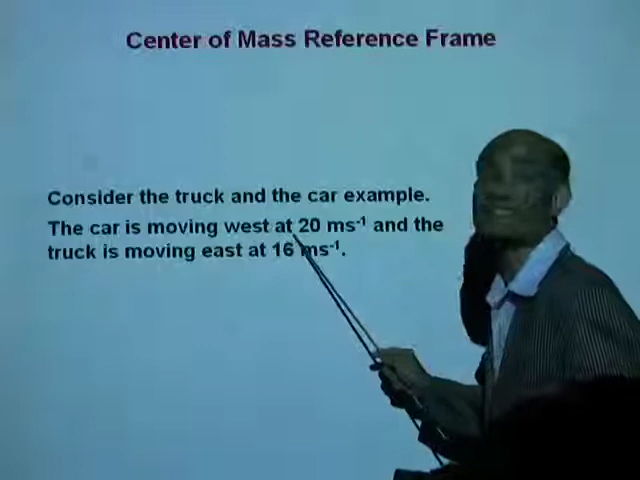 Center of Mass Reference Frame
Consider the truck and the car example.
The car is moving west at 20 ms⁻¹ and the
truck is moving east at 16 ms⁻¹.